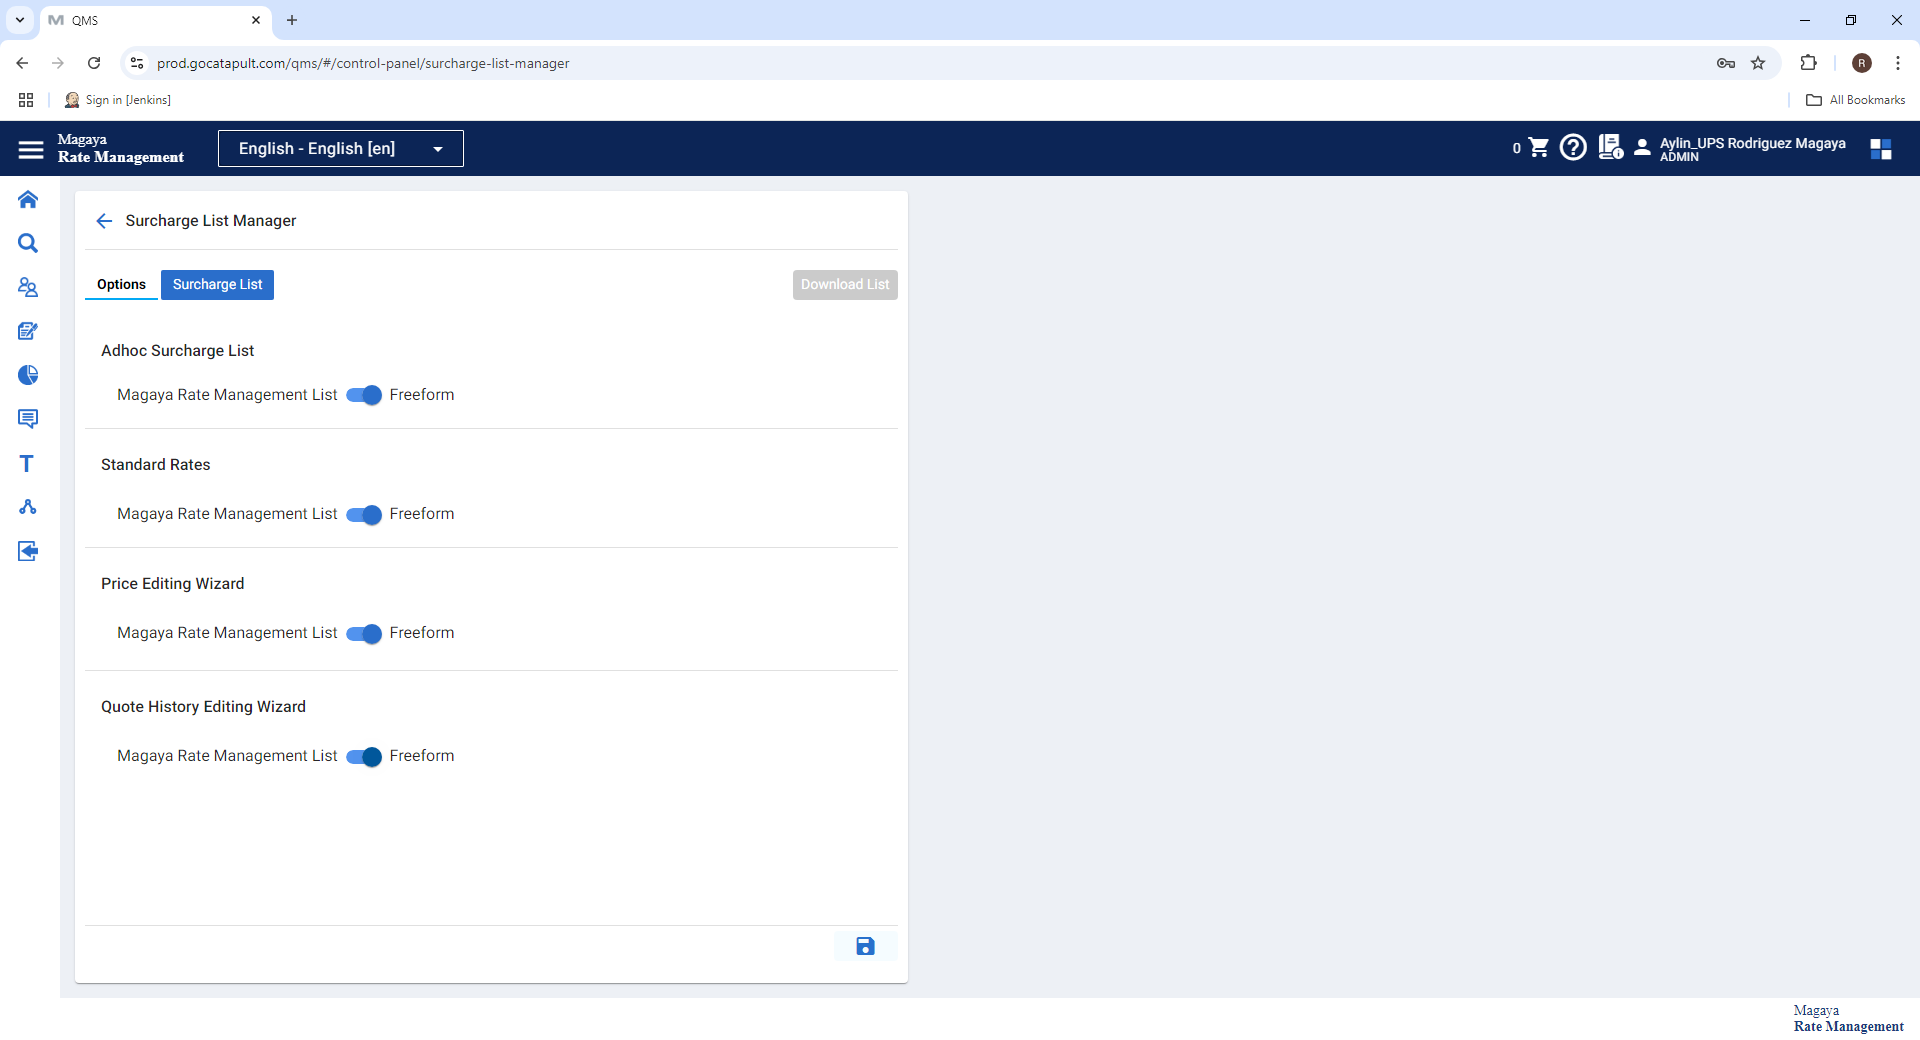 QMS
prod.gocatapult.com/qms/#/control-panel/surcharge-list-manager
R
Sign in [Jenkins]
All Bookmarks
Magaya
Rate Management
English - English [en]
0
Aylin_UPS Rodriguez Magaya
ADMIN
Surcharge List Manager
Options
Surcharge List
Download List
Adhoc Surcharge List
Magaya Rate Management List Freeform
Standard Rates
Magaya Rate Management List Freeform
Price Editing Wizard
Magaya Rate Management List Freeform
Quote History Editing Wizard
Magaya Rate Management List Freeform
Magaya
Rate Management